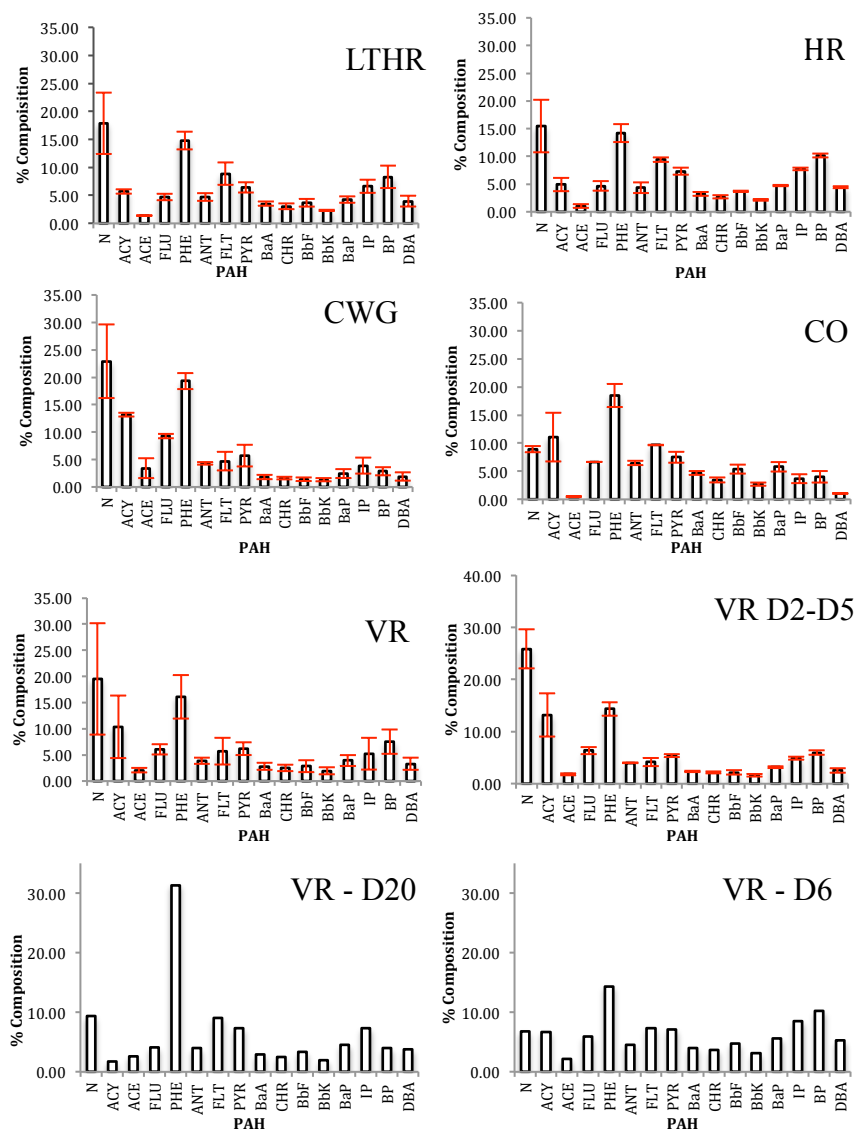 LTHR
% Compoisition
35.00
30.00
25.00
20.00
15.00
10.00
5.00
0.00
N ACY ACE FLU PHE ANT FLT PYR BaA CHR BbF BbK BaP IP BP DBA
PAH
HR
% Composition
35.00
30.00
25.00
20.00
15.00
10.00
5.00
0.00
N ACY ACE FLU PHE ANT FLT PYR BaA CHR BbF BbK BaP IP BP DBA
PAH
CWG
% Composition
35.00
30.00
25.00
20.00
15.00
10.00
5.00
0.00
N ACY ACE FLU PHE ANT FLT PYR BaA CHR BbF BbK BaP IP BP DBA
PAH
CO
% Composition
35.00
30.00
25.00
20.00
15.00
10.00
5.00
0.00
N ACY ACE FLU PHE ANT FLT PYR BaA CHR BbF BbK BaP IP BP DBA
PAH
VR
% Composition
35.00
30.00
25.00
20.00
15.00
10.00
5.00
0.00
N ACY ACE FLU PHE ANT FLT PYR BaA CHR BbF BbK BaP IP BP DBA
PAH
VR D2-D5
% Composition
40.00
30.00
20.00
10.00
0.00
N ACY ACE FLU PHE ANT FLT PYR BaA CHR BbF BbK BaP IP BP DBA
PAH
VR - D20
% Composition
30.00
20.00
10.00
0.00
N ACY ACE FLU PHE ANT FLT PYR BaA CHR BbF BbK BaP IP BP DBA
VR - D6
% Composition
30.00
20.00
10.00
0.00
N ACY ACE FLU PHE ANT FLT PYR BaA CHR BbF BbK BaP IP BP DBA